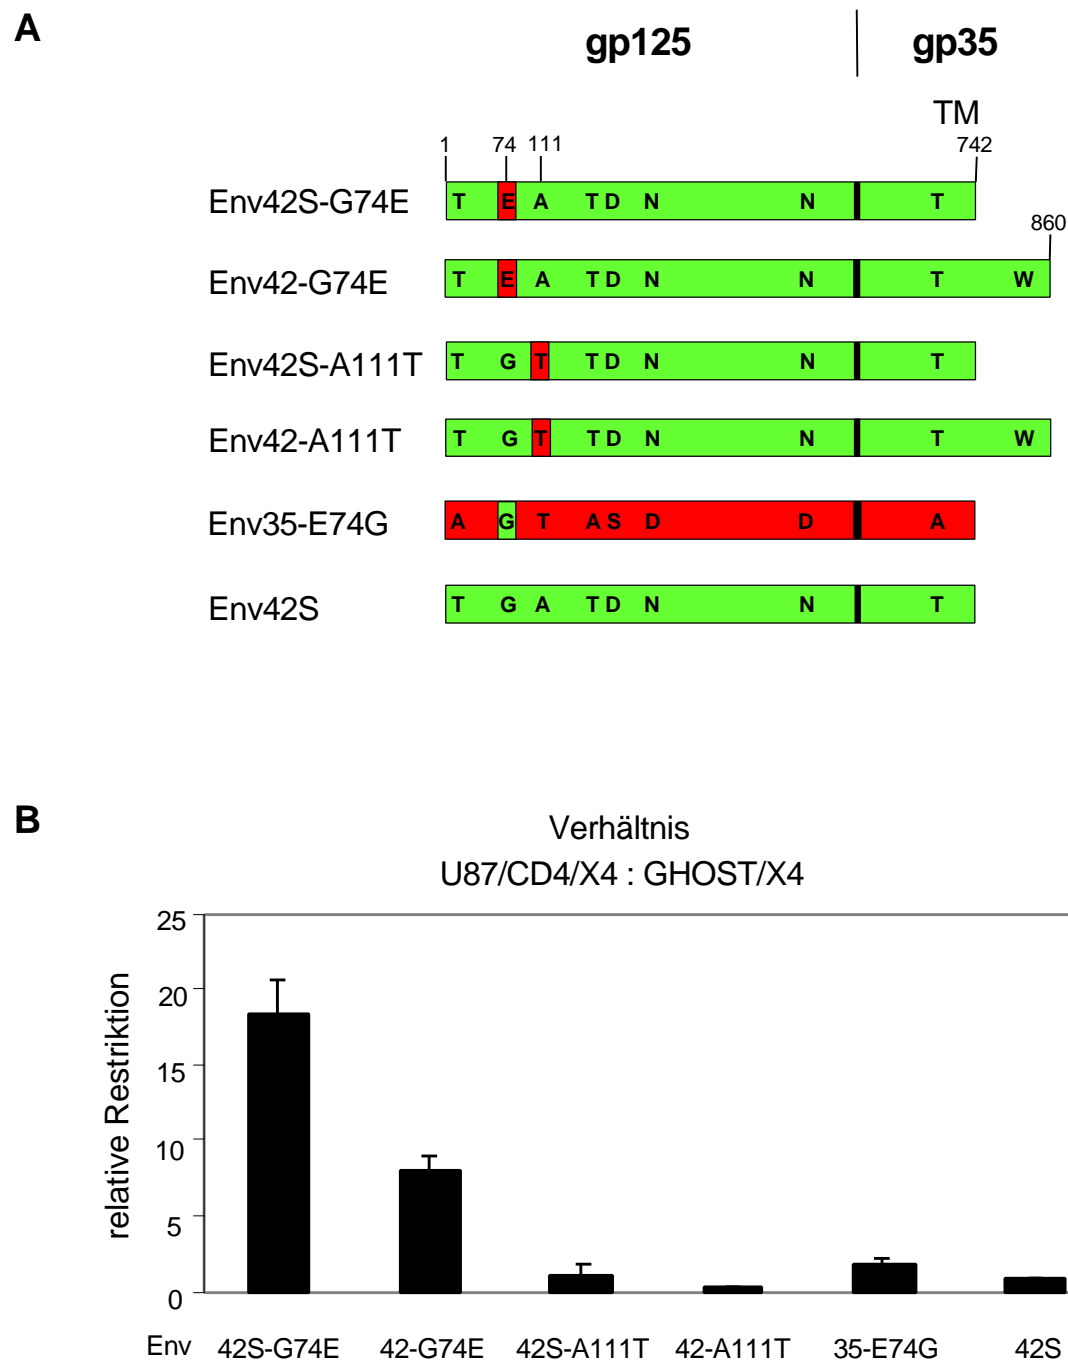 A
gp125 gp35
TM
1 74 111 742
Env42S-G74E T E A T D N N T
860
Env42-G74E T E A T D N N T W
Env42S-A111T T G T T D N N T
Env42-A111T T G T T D N N T W
Env35-E74G A G T A S D D A
Env42S T G A T D N N T
B
Verhältnis
U87/CD4/X4 : GHOST/X4
relative Restriktion
25
20
15
10
5
0
Env 42S-G74E 42-G74E 42S-A111T 42-A111T 35-E74G 42S